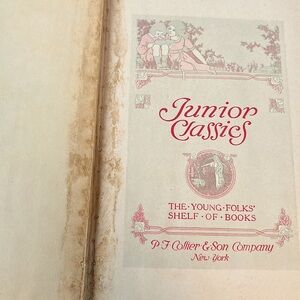 Junior
Classics
THE·YOUNG·FOLKS'
SHELF·OF·BOOKS
P·F·Collier & Son Company
New York